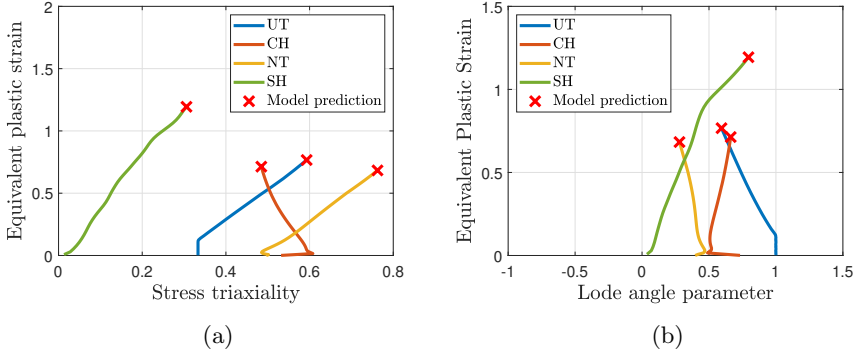 2
1.5
1
0.5
0
0
0.2
0.4
0.6
0.8
Equivalent plastic strain
Stress triaxiality
UT
CH
NT
SH
Model prediction
(a)
1.5
1
0.5
0
-1
-0.5
0
0.5
1
1.5
Equivalent Plastic Strain
Lode angle parameter
UT
CH
NT
SH
Model prediction
(b)